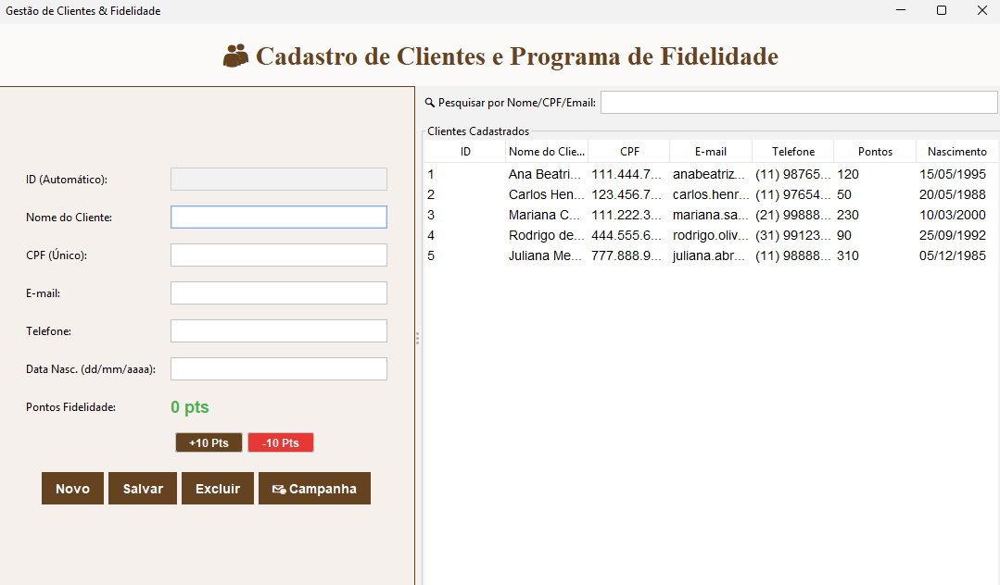 Gestão de Clientes & Fidelidade
Cadastro de Clientes e Programa de Fidelidade
ID (Automático):
Nome do Cliente:
CPF (Único):
E-mail:
Telefone:
Data Nasc. (dd/mm/aaaa):
Pontos Fidelidade: 0 pts
+10 Pts -10 Pts
Novo Salvar Excluir Campanha
Pesquisar por Nome/CPF/Email:
Clientes Cadastrados
ID Nome do Clie... CPF E-mail Telefone Pontos Nascimento
1 Ana Beatri... 111.444.7... anabeatriz... (11) 98765... 120 15/05/1995
2 Carlos Hen... 123.456.7... carlos.henr... (11) 97654... 50 20/05/1988
3 Mariana C... 111.222.3... mariana.sa... (21) 99888... 230 10/03/2000
4 Rodrigo de... 444.555.6... rodrigo.oliv... (31) 99123... 90 25/09/1992
5 Juliana Me... 777.888.9... juliana.abr... (11) 98888... 310 05/12/1985